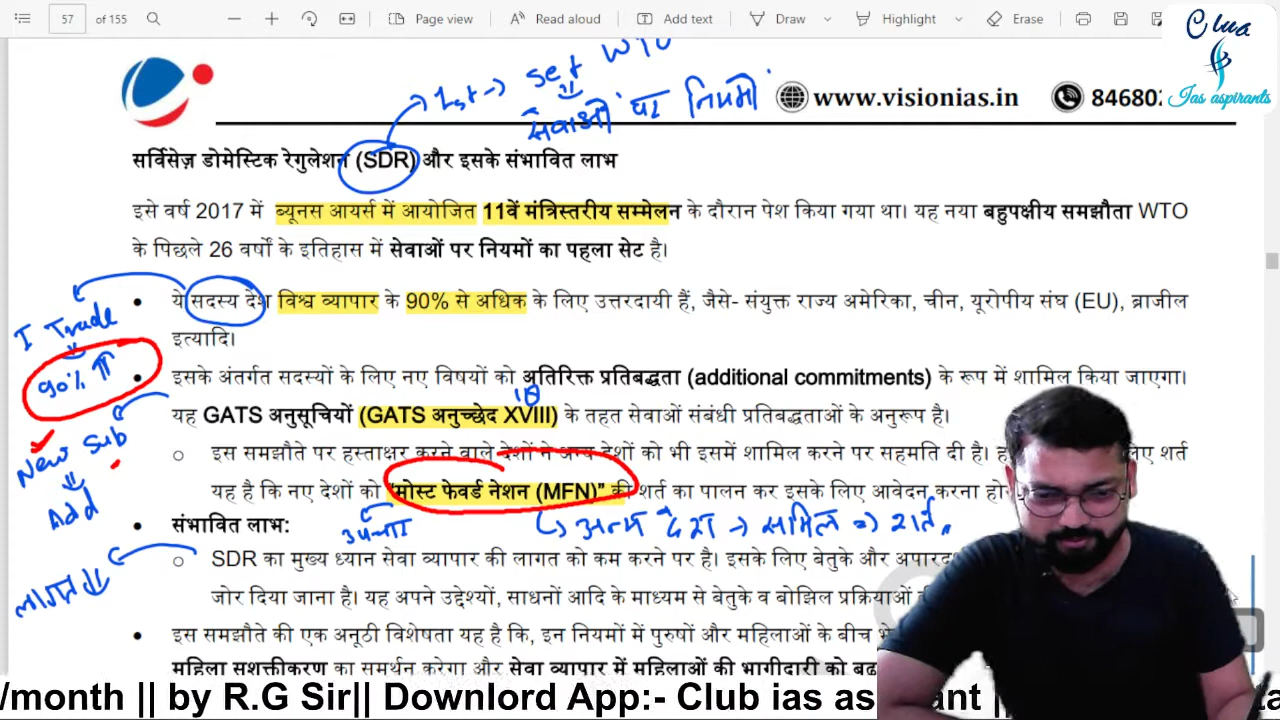 57 of 155 Page view Read aloud Add text Draw Highlight Erase
Club
Ias aspirants
1st → Set WTO
सेवाओं पर नियमों
www.visionias.in 84680
सर्विसेज़ डोमेस्टिक रेगुलेशन (SDR) और इसके संभावित लाभ
इसे वर्ष 2017 में ब्यूनस आयर्स में आयोजित 11वें मंत्रिस्तरीय सम्मेलन के दौरान पेश किया गया था। यह नया बहुपक्षीय समझौता WTO
के पिछले 26 वर्षों के इतिहास में सेवाओं पर नियमों का पहला सेट है।
• ये सदस्य देश विश्व व्यापार के 90% से अधिक के लिए उत्तरदायी हैं, जैसे- संयुक्त राज्य अमेरिका, चीन, यूरोपीय संघ (EU), ब्राजील
इत्यादि।
I Trade
90% ⇈
• इसके अंतर्गत सदस्यों के लिए नए विषयों को अतिरिक्त प्रतिबद्धता (additional commitments) के रूप में शामिल किया जाएगा।
18
यह GATS अनुसूचियों (GATS अनुच्छेद XVIII) के तहत सेवाओं संबंधी प्रतिबद्धताओं के अनुरूप है।
New Sub
Add
o इस समझौते पर हस्ताक्षर करने वाले देशों ने अन्य देशों को भी इसमें शामिल करने पर सहमति दी है। लिए शर्त
यह है कि नए देशों को "मोस्ट फेवर्ड नेशन (MFN)" की शर्त का पालन कर इसके लिए आवेदन करना हो
• संभावित लाभ:
अन्य देश → शामिल ⇒ शर्त
लागत ⇊
o SDR का मुख्य ध्यान सेवा व्यापार की लागत को कम करने पर है। इसके लिए बेतुके और अपारद
जोर दिया जाना है। यह अपने उद्देश्यों, साधनों आदि के माध्यम से बेतुके व बोझिल प्रक्रियाओं
• इस समझौते की एक अनूठी विशेषता यह है कि, इन नियमों में पुरुषों और महिलाओं के बीच
महिला सशक्तीकरण का समर्थन करेगा और सेवा व्यापार में महिलाओं की भागीदारी को बढ़
/month || by R.G Sir|| Downlord App:- Club ias as ant ||